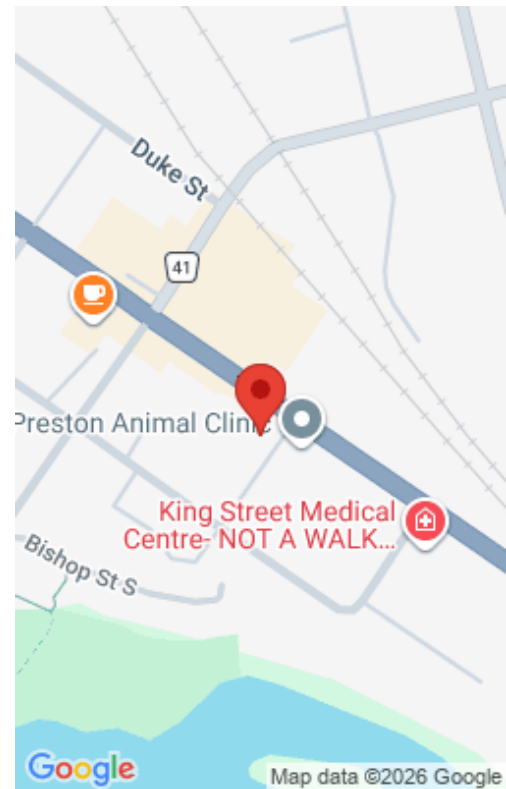 Duke St
41
Preston Animal Clinic
King Street Medical
Centre- NOT A WALK...
Bishop St S
Google
Map data ©2026 Google